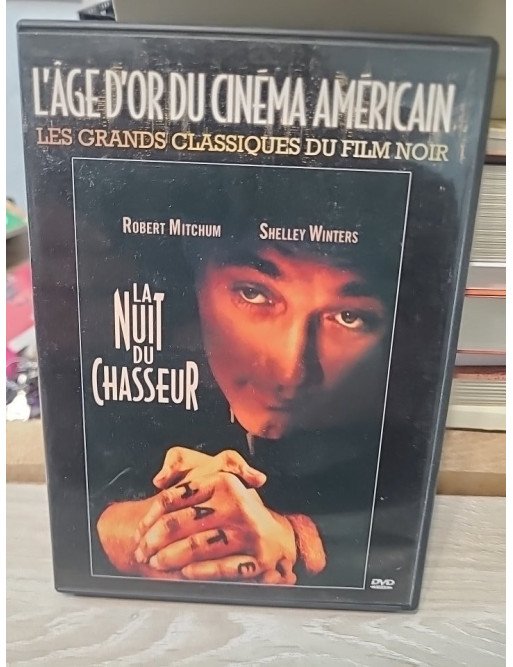 L'ÂGE D'OR DU CINÉMA AMÉRICAIN
LES GRANDS CLASSIQUES DU FILM NOIR
ROBERT MITCHUM SHELLEY WINTERS
LA
NUIT
DU
CHASSEUR
HATE
DVD